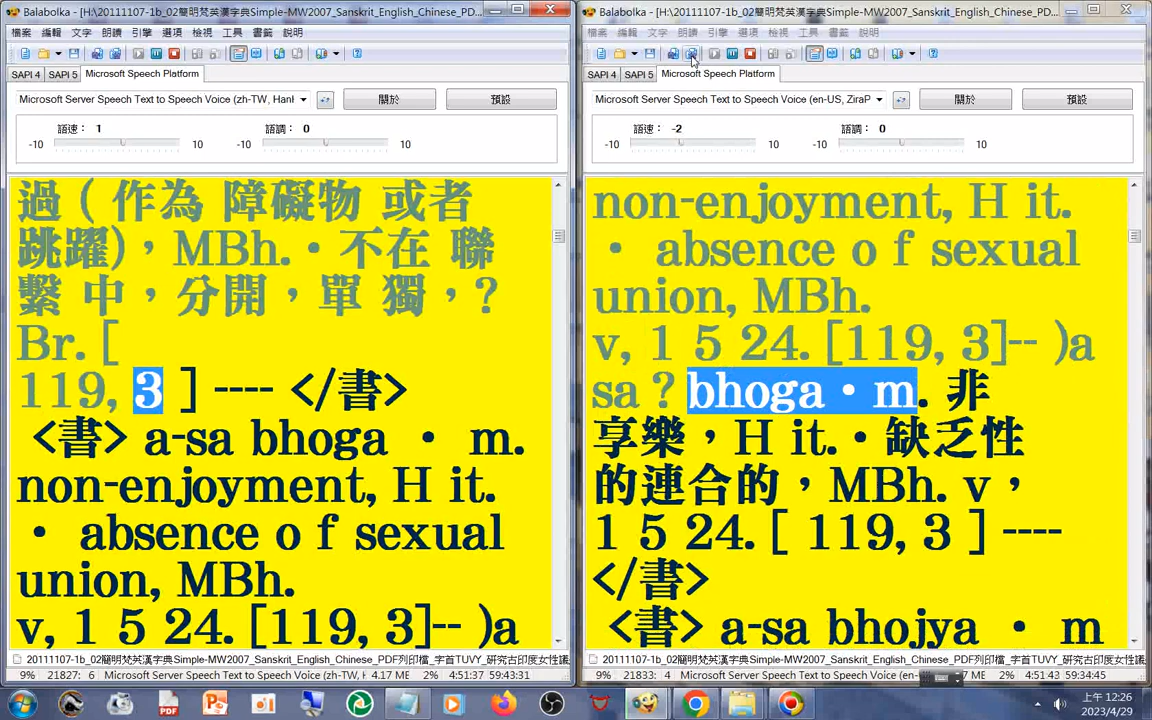 Balabolka - [H:\20111107-1b_02簡明梵英漢字典Simple-MW2007_Sanskrit_English_Chinese_PD...
檔案 編輯 文字 朗讀 引擎 選項 檢視 工具 書籤 說明
SAPI 4 SAPI 5 Microsoft Speech Platform
Microsoft Server Speech Text to Speech Voice (zh-TW, HanI
關於 預設
語速： 1 語調： 0
-10 10 -10 10
過 ( 作為 障礙物 或者
跳躍)，MBh.‧不在 聯
繫 中，分開，單 獨，?
Br. [
119, 3 ] ---- </書>
<書> a-sa bhoga ‧ m.
non-enjoyment, H it.
‧ absence o f sexual
union, MBh.
v, 1 5 24. [119, 3]-- )a
20111107-1b_02簡明梵英漢字典Simple-MW2007_Sanskrit_English_Chinese_PDF列印檔_字首TUVY_研究古印度女性議
9% 21827: 6 Microsoft Server Speech Text to Speech Voice (zh-TW, H 4.17 ME 2% 4:51:37 59:43:31
Balabolka - [H:\20111107-1b_02簡明梵英漢字典Simple-MW2007_Sanskrit_English_Chinese_PDF...
檔案 編輯 文字 朗讀 引擎 選項 檢視 工具 書籤 說明
SAPI 4 SAPI 5 Microsoft Speech Platform
Microsoft Server Speech Text to Speech Voice (en-US, ZiraP
關於 預設
語速： -2 語調： 0
-10 10 -10 10
non-enjoyment, H it.
‧ absence o f sexual
union, MBh.
v, 1 5 24. [119, 3]-- )a
sa ? bhoga‧m. 非
享樂，H it.‧缺乏性
的連合的，MBh. v，
1 5 24. [ 119, 3 ] ----
</書>
<書> a-sa bhojya ‧ m
20111107-1b_02簡明梵英漢字典Simple-MW2007_Sanskrit_English_Chinese_PDF列印檔_字首TUVY_研究古印度女性議
9% 21833: 4 Microsoft Server Speech Text to Speech Voice (en-us 4.17 ME 2% 4:51:43 59:34:45
上午 12:26
2023/4/29